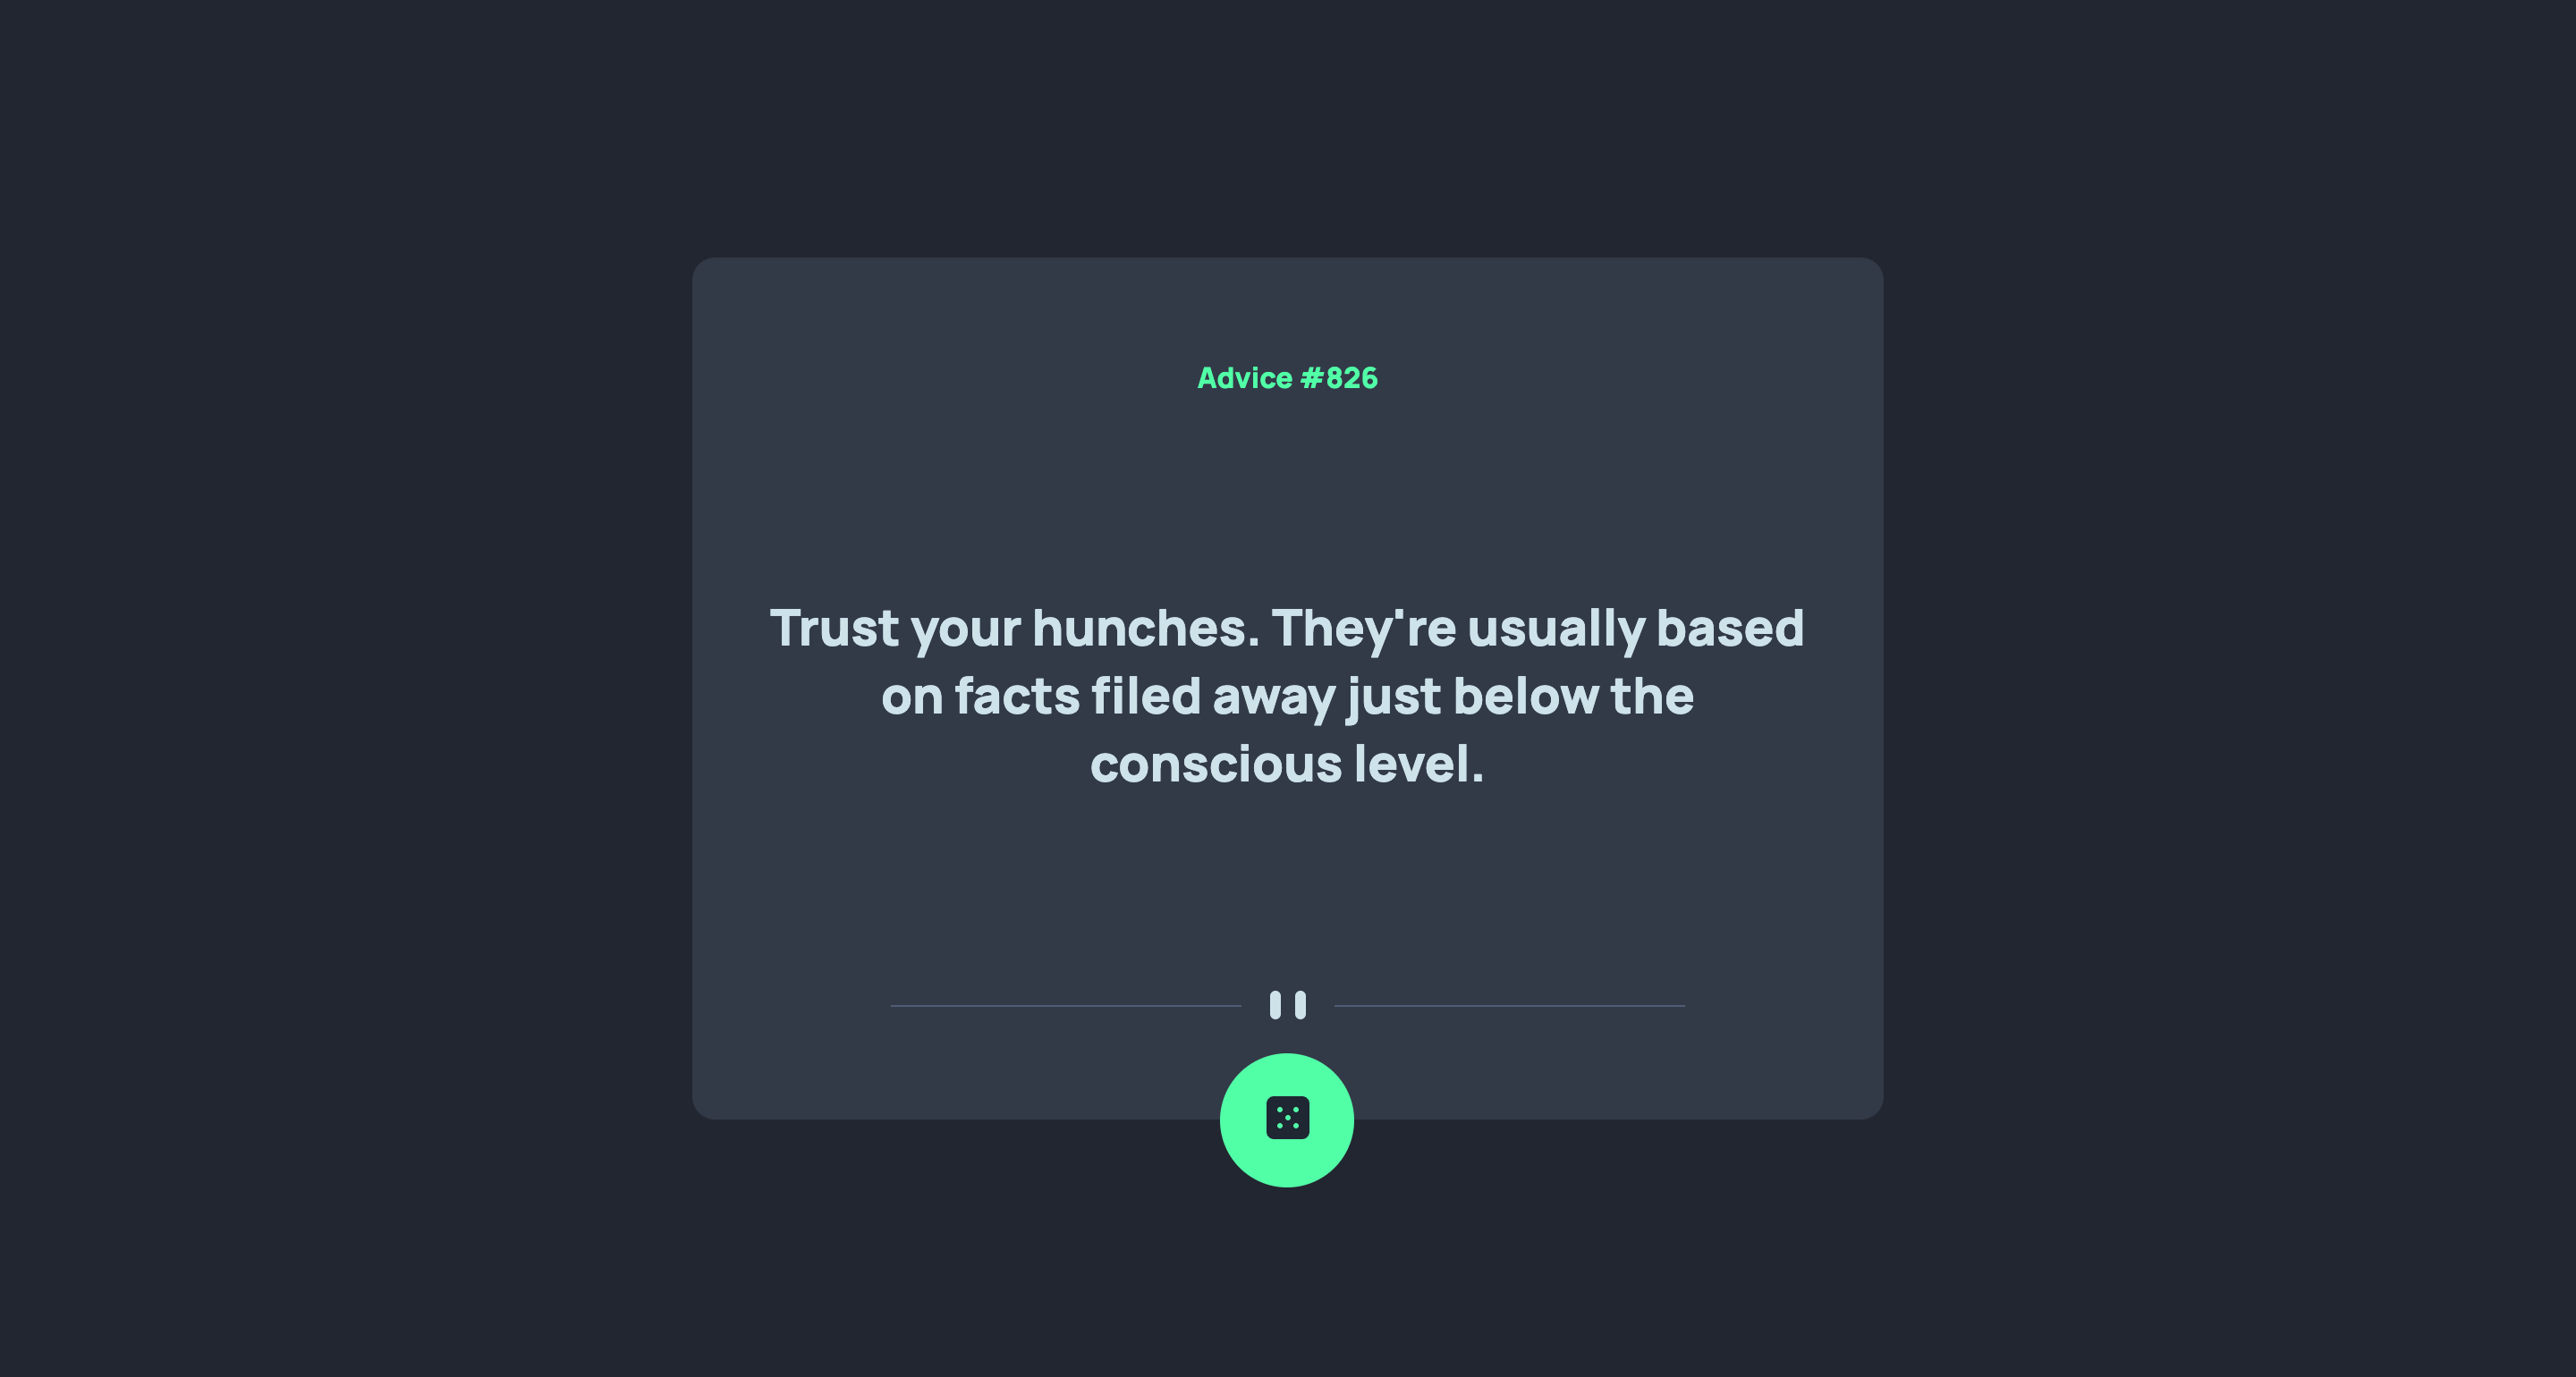 Advice #826
Trust your hunches. They're usually based
on facts filed away just below the
conscious level.